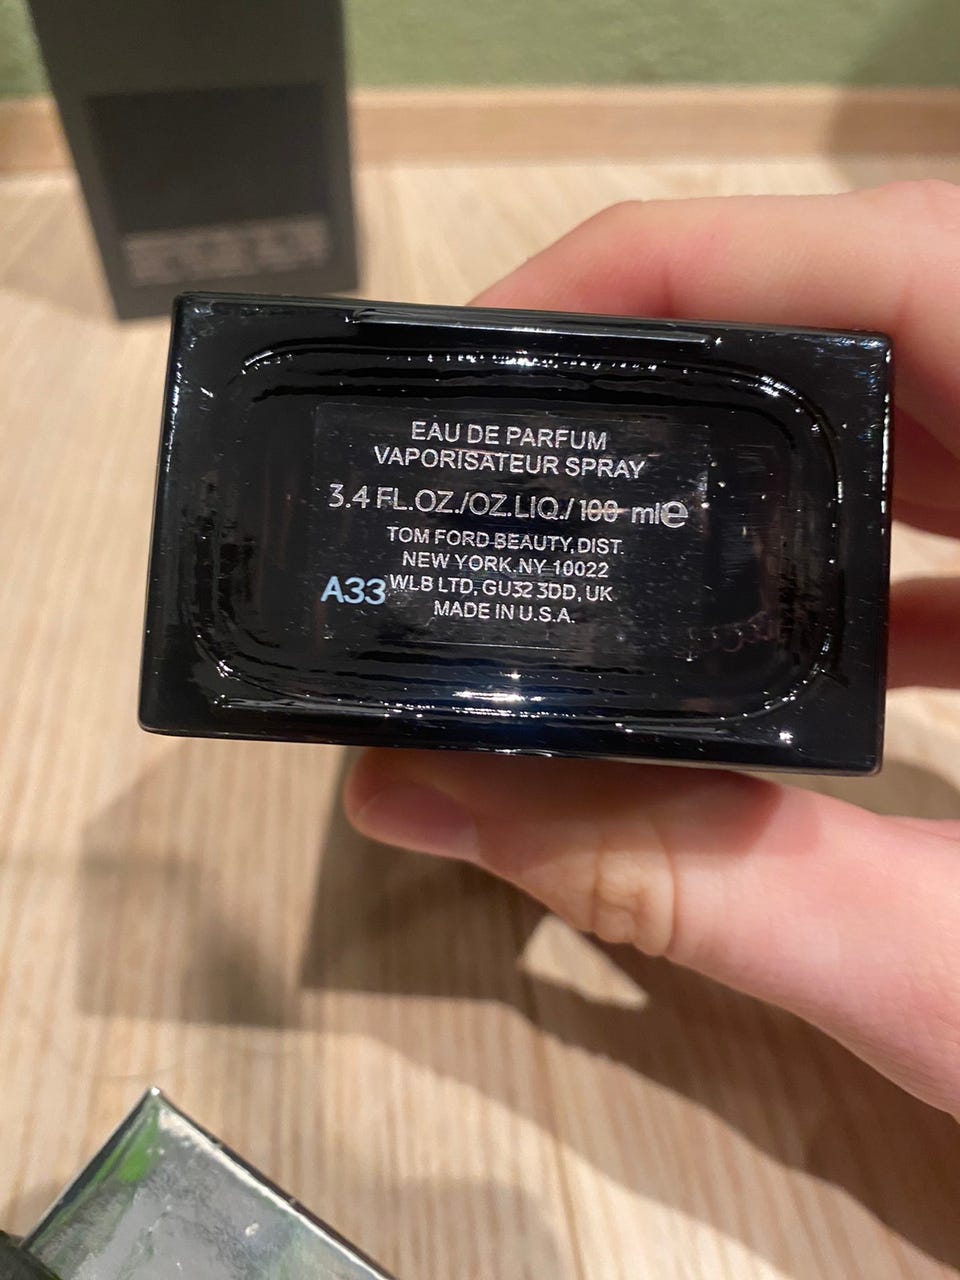 EAU DE PARFUM
VAPORISATEUR SPRAY
3.4 FL.OZ./OZ.LIQ./100 ml℮
TOM FORD BEAUTY, DIST.
NEW YORK.NY 10022
A33 WLB LTD, GU32 3DD, UK
MADE IN U.S.A.